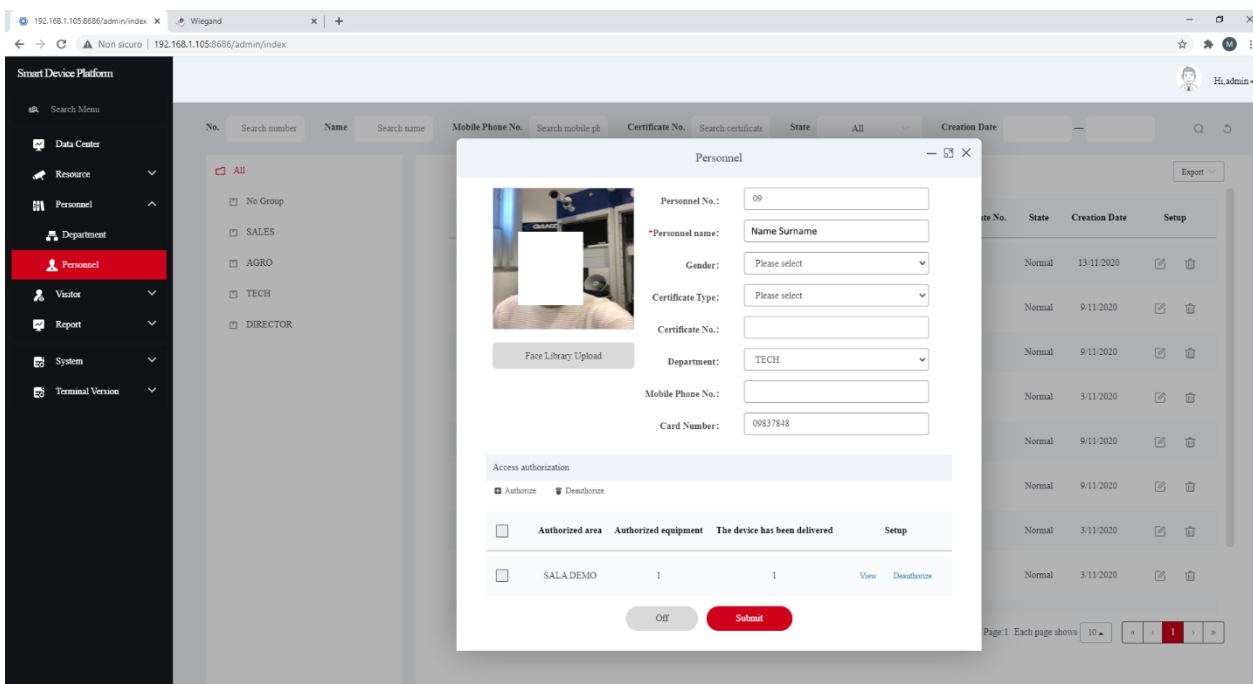 192.168.1.105:8686/admin/index
Wiegand
Non sicuro | 192.168.1.105:8686/admin/index
M
Smart Device Platform
Hi,admin
Search Menu
Data Center
Resource
Personnel
Department
Personnel
Visitor
Report
System
Terminal Version
No. Search number Name Search name Mobile Phone No. Search mobile ph Certificate No. Search certificate State All Creation Date —
All
No Group
SALES
AGRO
TECH
DIRECTOR
Export
ate No. State Creation Date Setup
Normal 13/11/2020
Normal 9/11/2020
Normal 9/11/2020
Normal 3/11/2020
Normal 9/11/2020
Normal 9/11/2020
Normal 3/11/2020
Normal 3/11/2020
Page:1 Each page shows 10 « ‹ 1 › »
Personnel
Personnel No.: 09
*Personnel name: Name Surname
Gender: Please select
Certificate Type: Please select
Certificate No.:
Face Library Upload
Department: TECH
Mobile Phone No.:
Card Number: 09837848
Access authorization
Authorize Deauthorize
Authorized area Authorized equipment The device has been delivered Setup
SALA DEMO 1 1 View Deauthorize
Off Submit